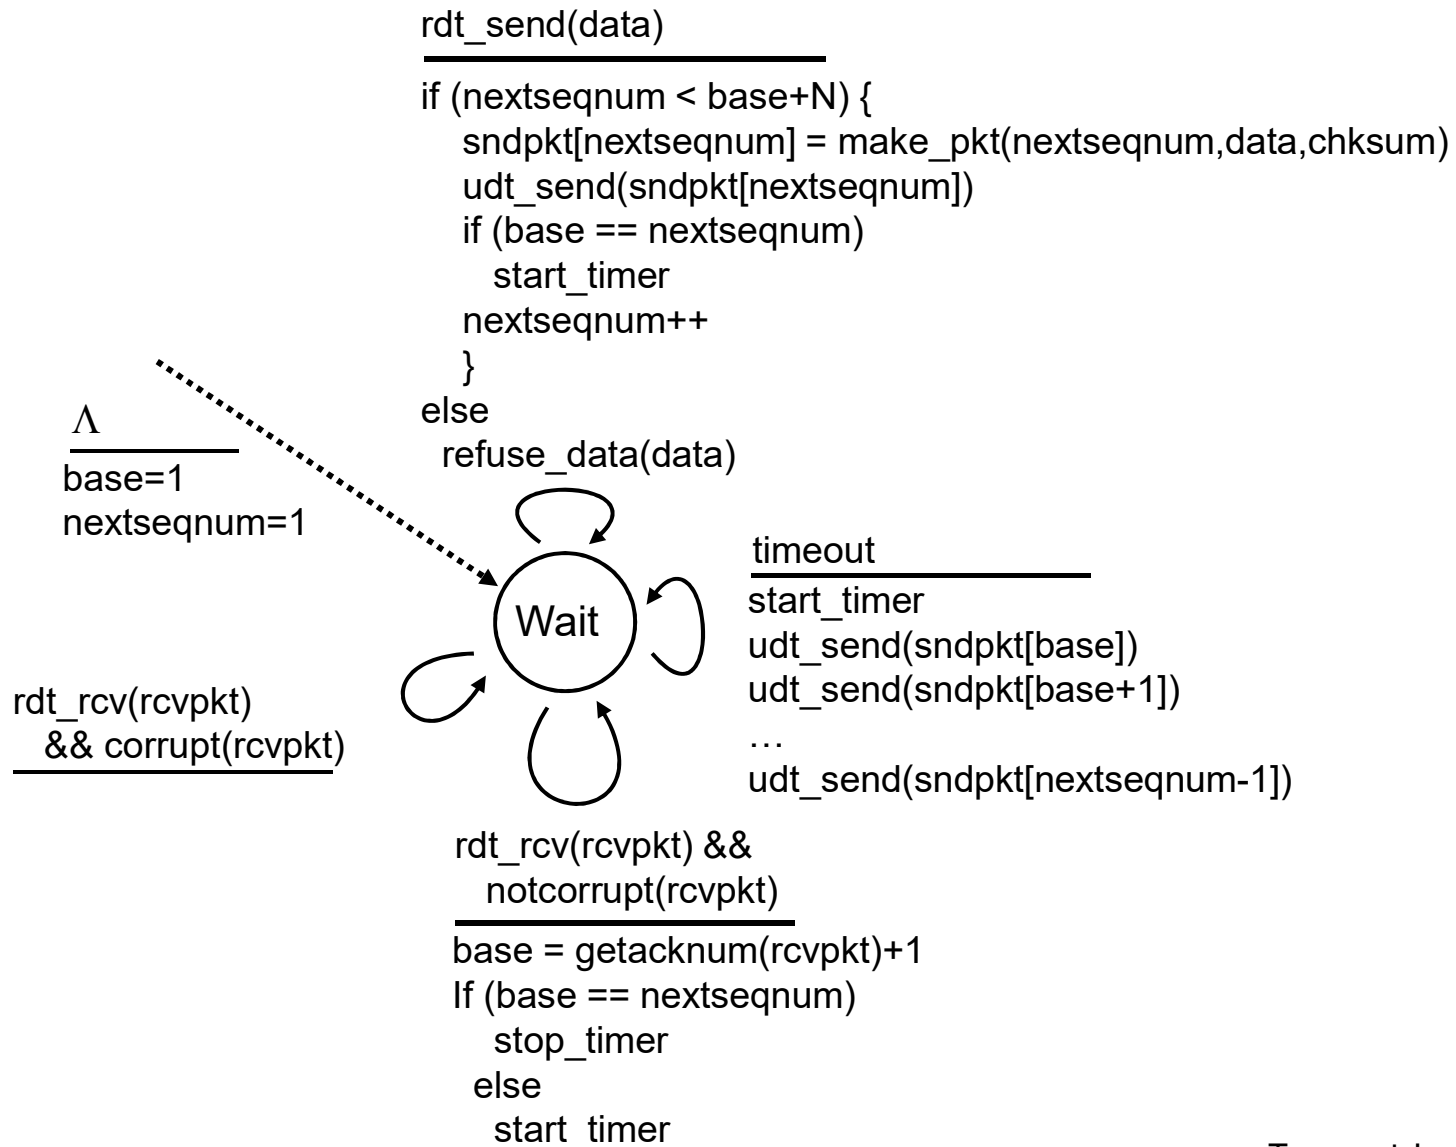 rdt_send(data)
if (nextseqnum < base+N) {
sndpkt[nextseqnum] = make_pkt(nextseqnum,data,chksum)
udt_send(sndpkt[nextseqnum])
if (base == nextseqnum)
start_timer
nextseqnum++
}
else
refuse_data(data)
Λ
base=1
nextseqnum=1
Wait
timeout
start_timer
udt_send(sndpkt[base])
udt_send(sndpkt[base+1])
…
udt_send(sndpkt[nextseqnum-1])
rdt_rcv(rcvpkt)
&& corrupt(rcvpkt)
rdt_rcv(rcvpkt) &&
notcorrupt(rcvpkt)
base = getacknum(rcvpkt)+1
If (base == nextseqnum)
stop_timer
else
start_timer